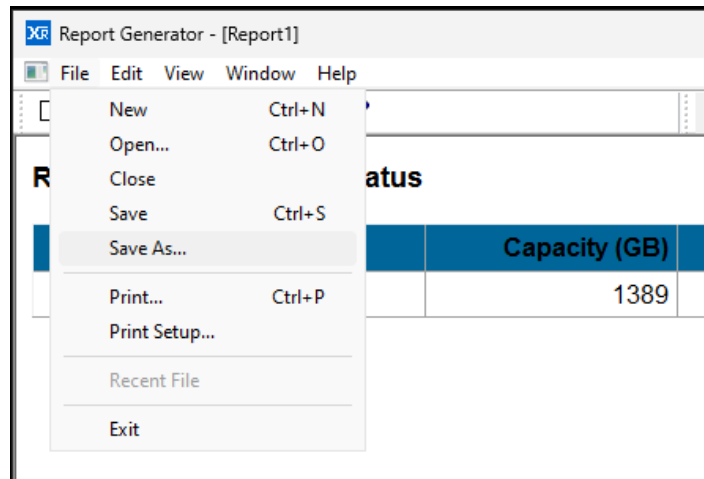 XR Report Generator - [Report1]
File Edit View Window Help
New Ctrl+N
Open... Ctrl+O
Close
Save Ctrl+S
Save As...
Print... Ctrl+P
Print Setup...
Recent File
Exit
R atus
Capacity (GB)
1389